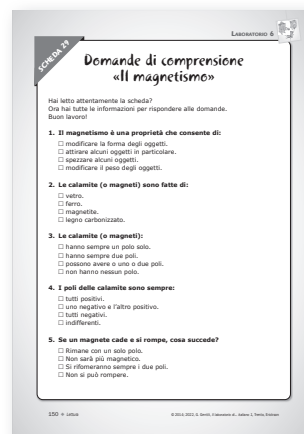 LABORATORIO 6
SCHEDA 29
Domande di comprensione
«Il magnetismo»
Hai letto attentamente la scheda?
Ora hai tutte le informazioni per rispondere alle domande.
Buon lavoro!
1. Il magnetismo è una proprietà che consente di:
☐ modificare la forma degli oggetti.
☐ attirare alcuni oggetti in particolare.
☐ spezzare alcuni oggetti.
☐ modificare il peso degli oggetti.
2. Le calamite (o magneti) sono fatte di:
☐ vetro.
☐ ferro.
☐ magnetite.
☐ legno carbonizzato.
3. Le calamite (o magneti):
☐ hanno sempre un polo solo.
☐ hanno sempre due poli.
☐ possono avere o uno o due poli.
☐ non hanno nessun polo.
4. I poli delle calamite sono sempre:
☐ tutti positivi.
☐ uno negativo e l'altro positivo.
☐ tutti negativi.
☐ indifferenti.
5. Se un magnete cade e si rompe, cosa succede?
☐ Rimane con un solo polo.
☐ Non sarà più magnetico.
☐ Si riformeranno sempre i due poli.
☐ Non si può rompere.
150